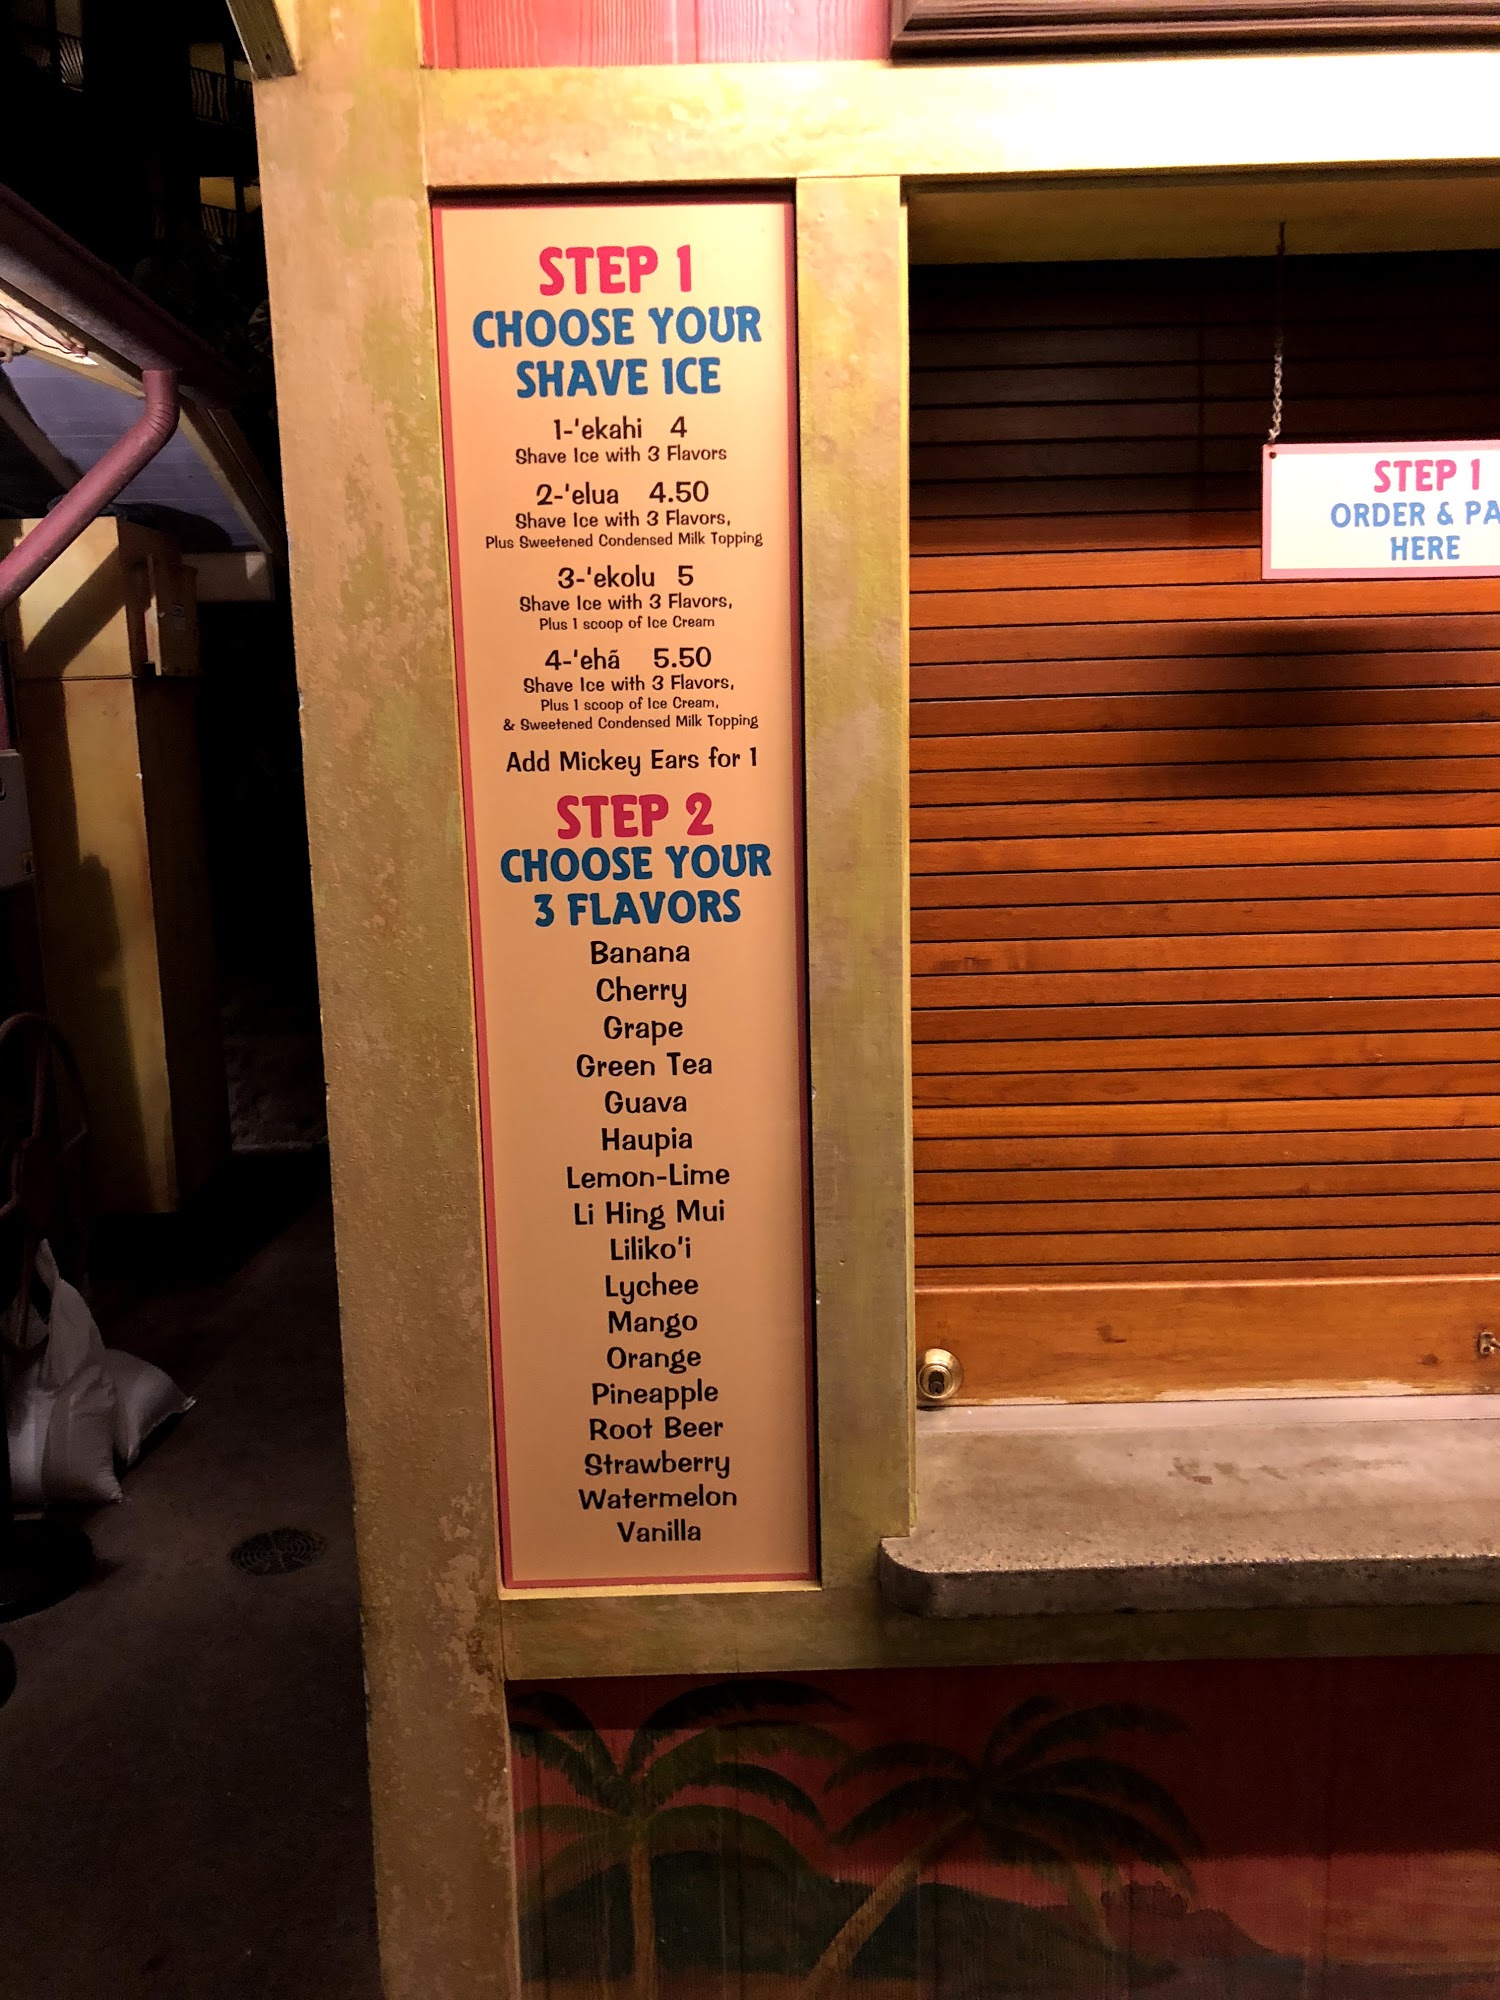 STEP 1
CHOOSE YOUR
SHAVE ICE
1-'ekahi 4
Shave Ice with 3 Flavors
2-'elua 4.50
Shave Ice with 3 Flavors,
Plus Sweetened Condensed Milk Topping
3-'ekolu 5
Shave Ice with 3 Flavors,
Plus 1 scoop of Ice Cream
4-'ehã 5.50
Shave Ice with 3 Flavors,
Plus 1 scoop of Ice Cream,
& Sweetened Condensed Milk Topping
Add Mickey Ears for 1
STEP 2
CHOOSE YOUR
3 FLAVORS
Banana
Cherry
Grape
Green Tea
Guava
Haupia
Lemon-Lime
Li Hing Mui
Liliko'i
Lychee
Mango
Orange
Pineapple
Root Beer
Strawberry
Watermelon
Vanilla
STEP 1
ORDER & PA
HERE